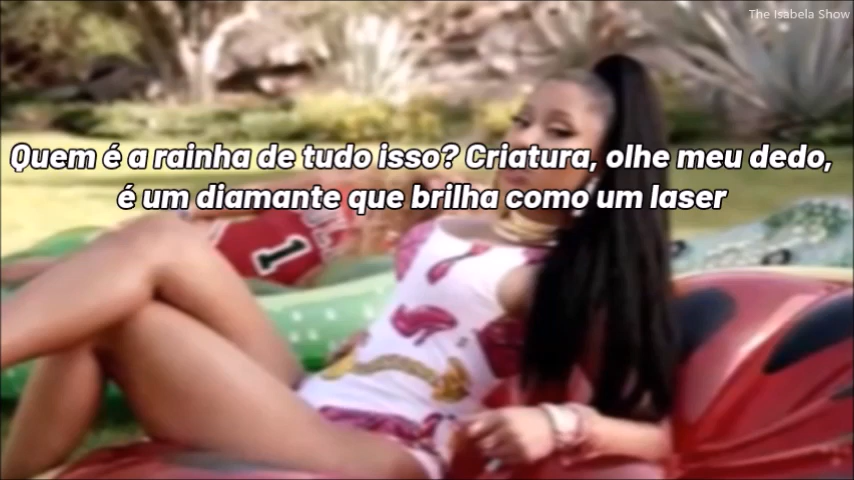 The Isabela Show
Quem é a rainha de tudo isso? Criatura, olhe meu dedo,
é um diamante que brilha como um laser
1